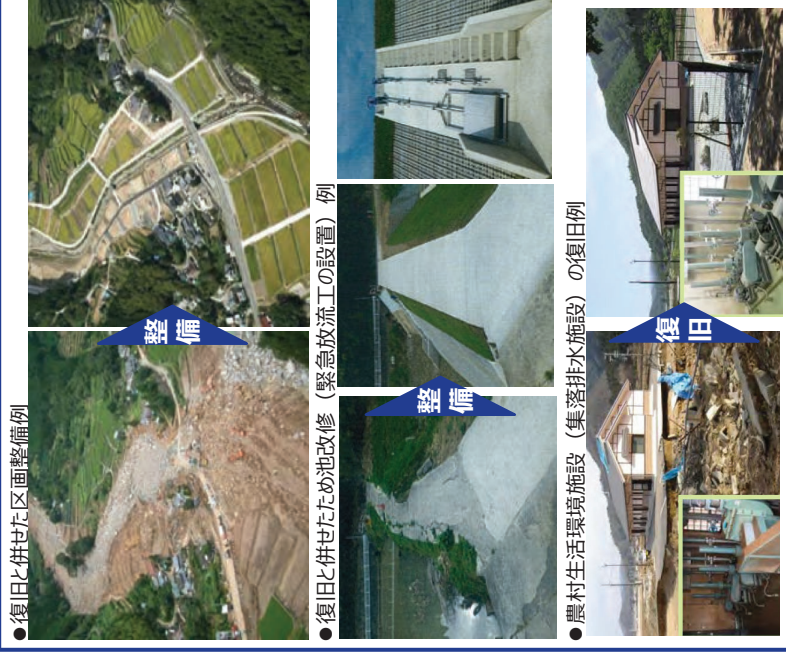 ●復旧と併せた区画整備例
整備
●復旧と併せたため池改修（緊急放流工の設置）例
整備
●農村生活環境施設（集落排水施設）の復旧例
復旧